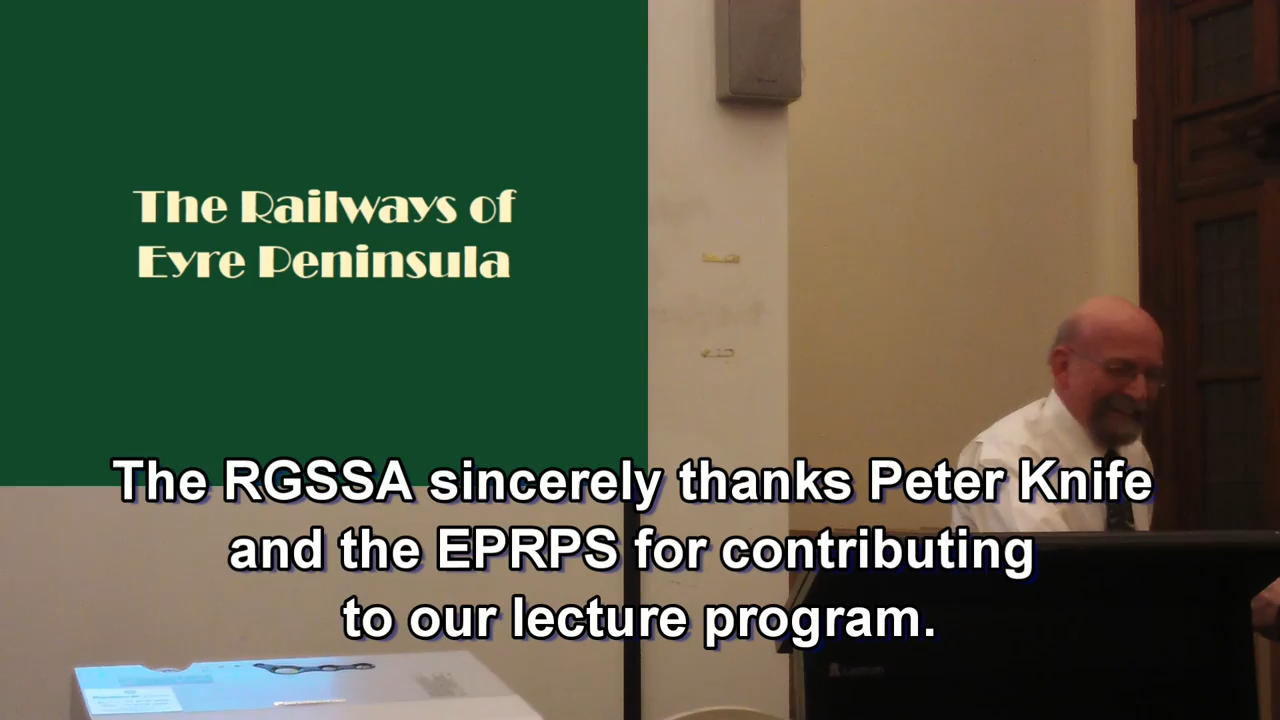 The Railways of
Eyre Peninsula
The RGSSA sincerely thanks Peter Knife
and the EPRPS for contributing
to our lecture program.